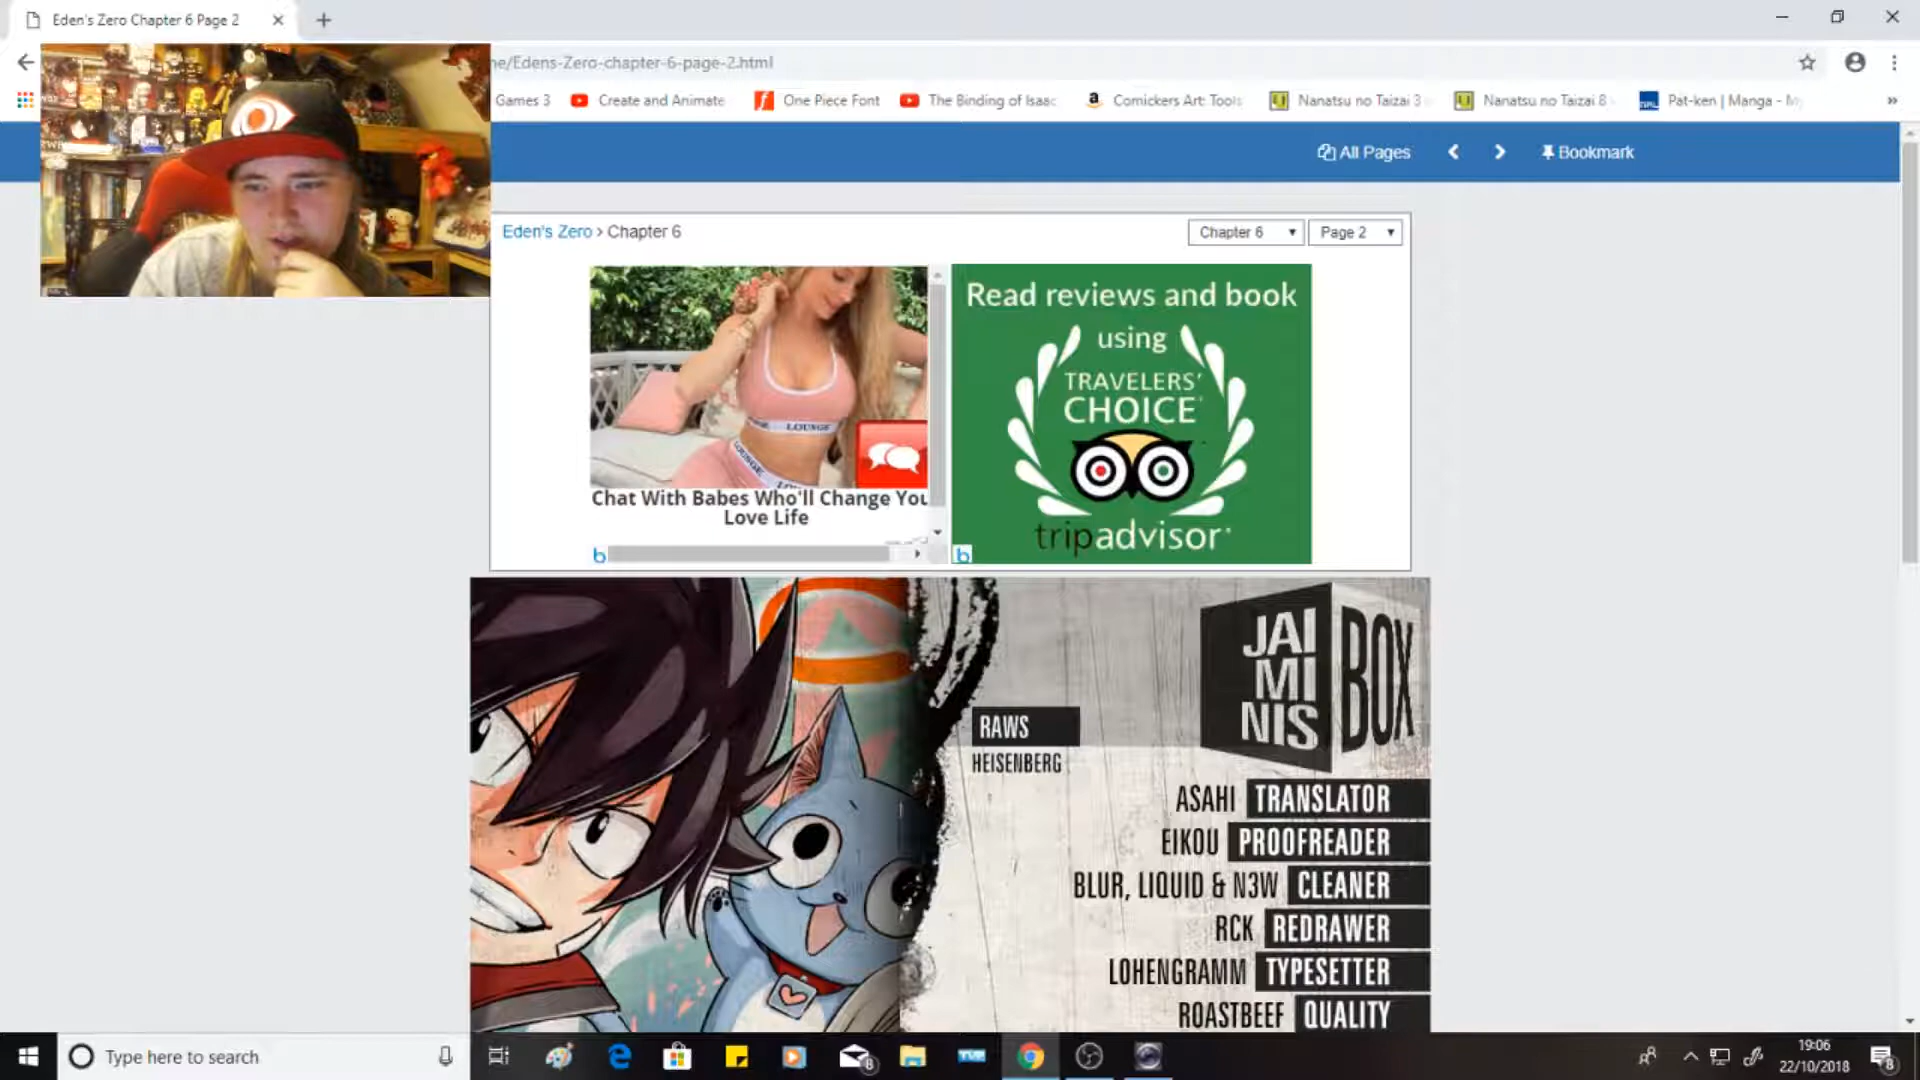 Eden's Zero Chapter 6 Page 2
ne/Edens-Zero-chapter-6-page-2.html
Games 3
Create and Animate
One Piece Font
The Binding of Isaac
Comickers Art: Tools
Nanatsu no Taizai 3
Nanatsu no Taizai 8
Pat-ken | Manga - My
All Pages
Bookmark
Eden's Zero › Chapter 6
Chapter 6
Page 2
LOUNGE
Chat With Babes Who'll Change You
Love Life
Read reviews and book
using
TRAVELERS'
CHOICE
tripadvisor
JAI
MI
NIS
BOX
RAWS
HEISENBERG
ASAHI TRANSLATOR
EIKOU PROOFREADER
BLUR, LIQUID & N3W CLEANER
RCK REDRAWER
LOHENGRAMM TYPESETTER
ROASTBEEF QUALITY
Type here to search
8
19:06
22/10/2018
8